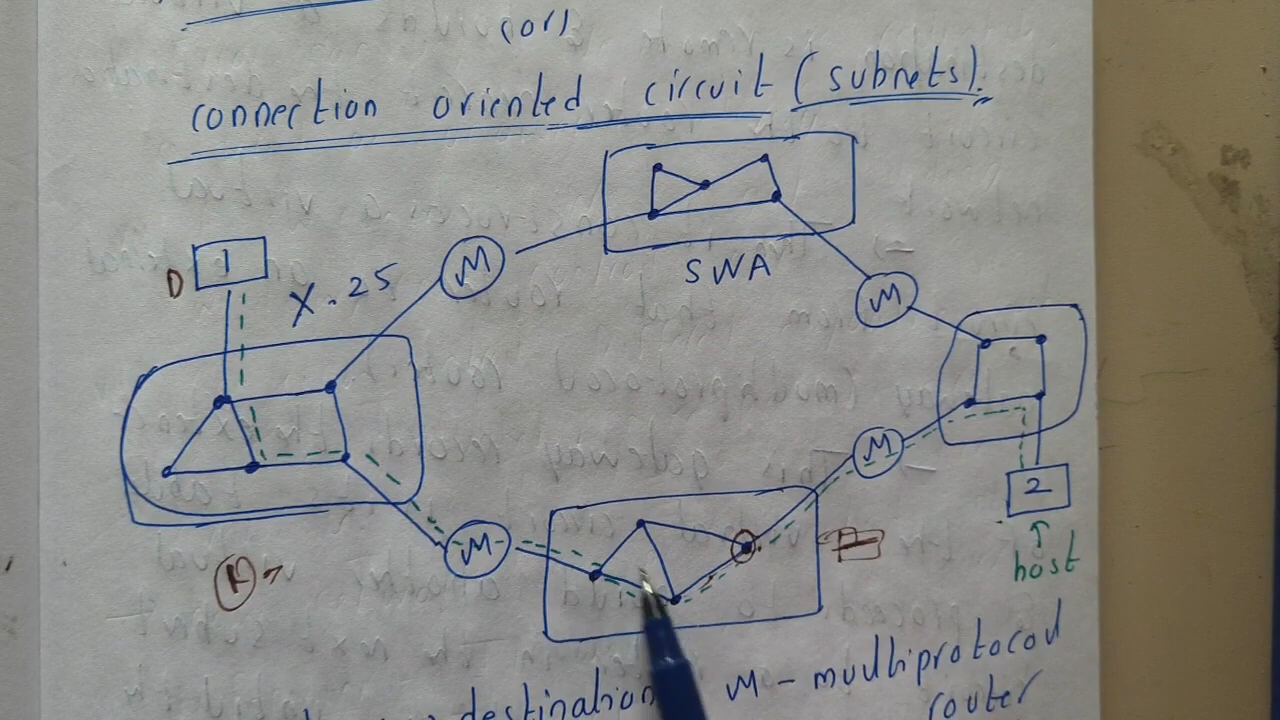 (or)
connection oriented circuit (subnets).
SWA
M
D 1
X.25
M
M
2
M
host
destination
M - multiprotocol
router